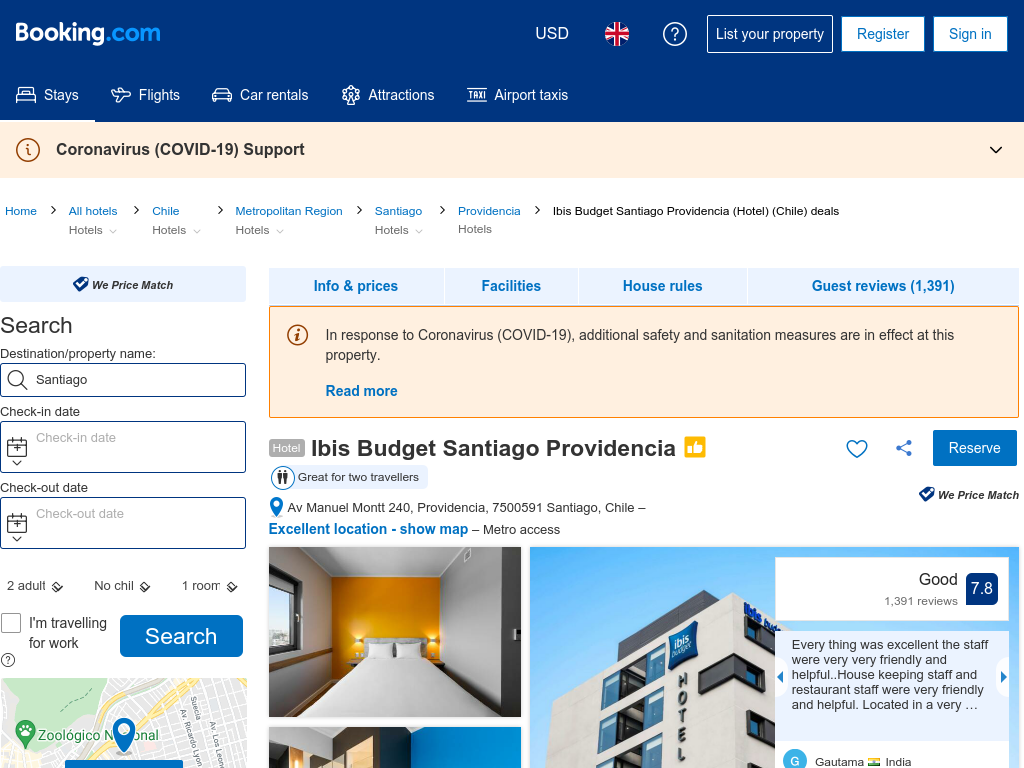 Booking.com
USD
List your property
Register
Sign in
Stays
Flights
Car rentals
Attractions
Airport taxis
Coronavirus (COVID-19) Support
Home
All hotels
Chile
Metropolitan Region
Santiago
Providencia
Ibis Budget Santiago Providencia (Hotel) (Chile) deals
Hotels
Hotels
Hotels
Hotels
Hotels
We Price Match
Search
Destination/property name:
Santiago
Check-in date
Check-in date
Check-out date
Check-out date
2 adult
No chil
1 room
I'm travelling
for work
Search
Zoológico
Suecia
Av. Ricardo Lyon
Av. Los Leone
Info & prices
Facilities
House rules
Guest reviews (1,391)
In response to Coronavirus (COVID-19), additional safety and sanitation measures are in effect at this
property.
Read more
Hotel
Ibis Budget Santiago Providencia
Reserve
Great for two travellers
We Price Match
Av Manuel Montt 240, Providencia, 7500591 Santiago, Chile –
Excellent location - show map – Metro access
ibis
budget
HOTEL
ibis
Good
1,391 reviews
7.8
Every thing was excellent the staff
were very very friendly and
helpful..House keeping staff and
restaurant staff were very friendly
and helpful. Located in a very …
G
Gautama
India